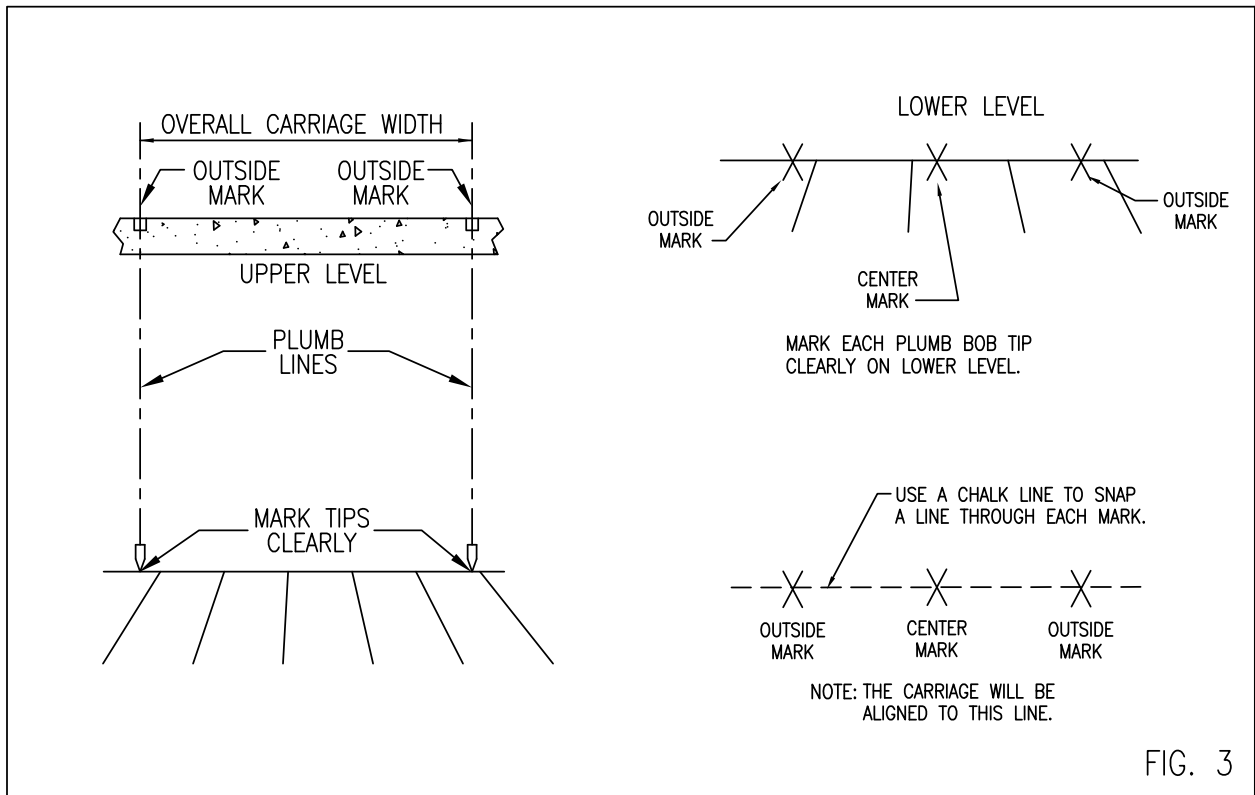 OVERALL CARRIAGE WIDTH
OUTSIDE
MARK
OUTSIDE
MARK
UPPER LEVEL
PLUMB
LINES
MARK TIPS
CLEARLY
LOWER LEVEL
OUTSIDE
MARK
OUTSIDE
MARK
CENTER
MARK
MARK EACH PLUMB BOB TIP
CLEARLY ON LOWER LEVEL.
USE A CHALK LINE TO SNAP
A LINE THROUGH EACH MARK.
OUTSIDE
MARK
CENTER
MARK
OUTSIDE
MARK
NOTE: THE CARRIAGE WILL BE
ALIGNED TO THIS LINE.
FIG. 3